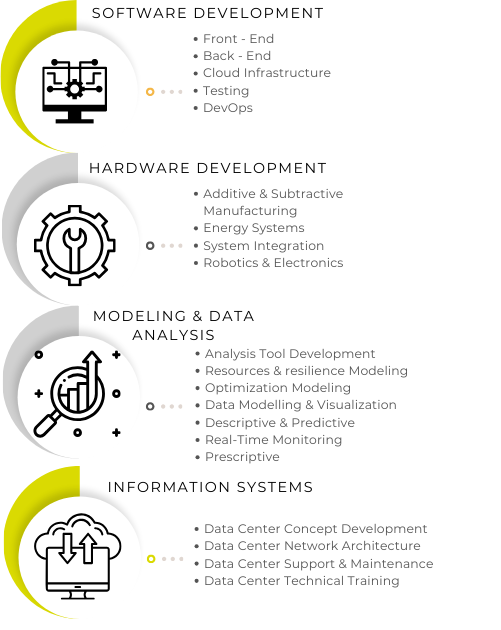 SOFTWARE DEVELOPMENT
• Front - End
• Back - End
• Cloud Infrastructure
• Testing
• DevOps
HARDWARE DEVELOPMENT
• Additive & Subtractive
Manufacturing
• Energy Systems
• System Integration
• Robotics & Electronics
MODELING & DATA
ANALYSIS
• Analysis Tool Development
• Resources & resilience Modeling
• Optimization Modeling
• Data Modelling & Visualization
• Descriptive & Predictive
• Real-Time Monitoring
• Prescriptive
INFORMATION SYSTEMS
• Data Center Concept Development
• Data Center Network Architecture
• Data Center Support & Maintenance
• Data Center Technical Training